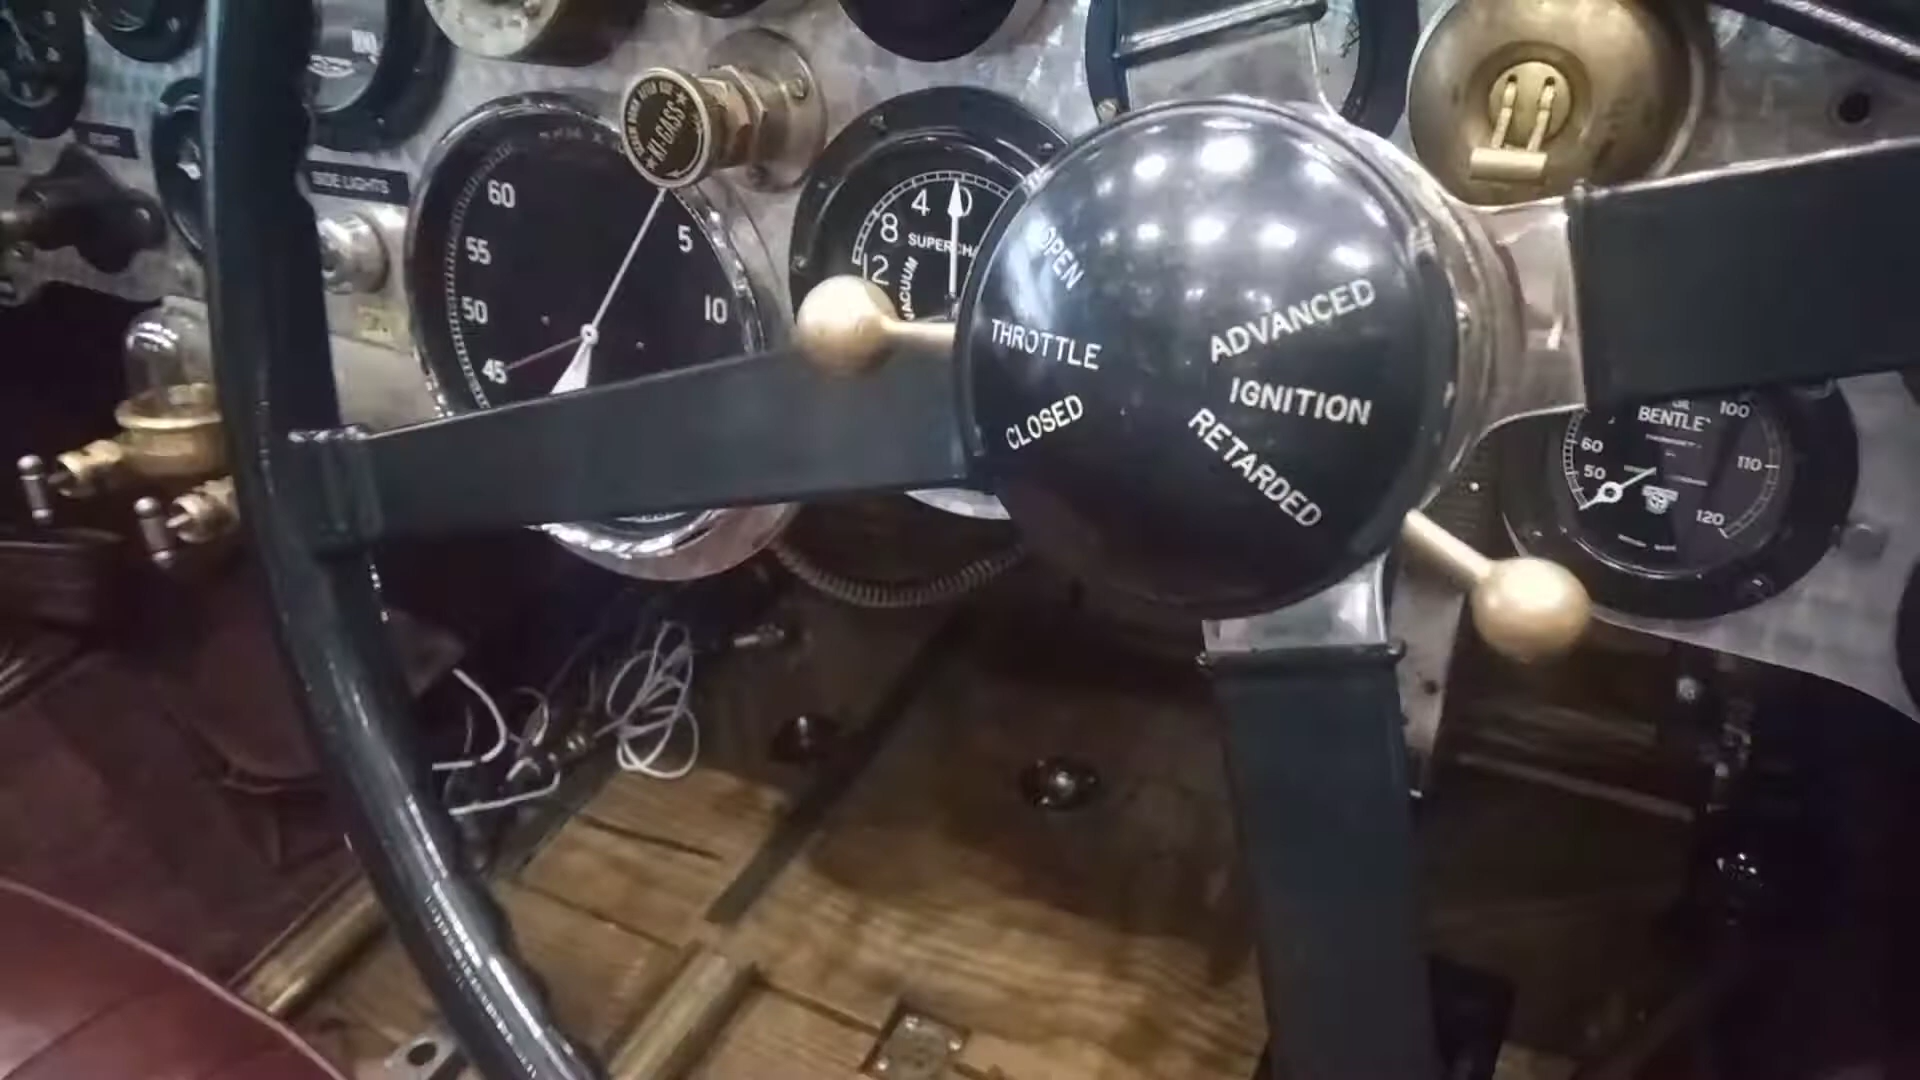 SIDE LIGHTS
KI-GASS
60
55
50
45
5
10
12
8
4
0
VACUUM
OPEN
THROTTLE
CLOSED
ADVANCED
IGNITION
RETARDED
BENTLEY
50
60
100
110
120